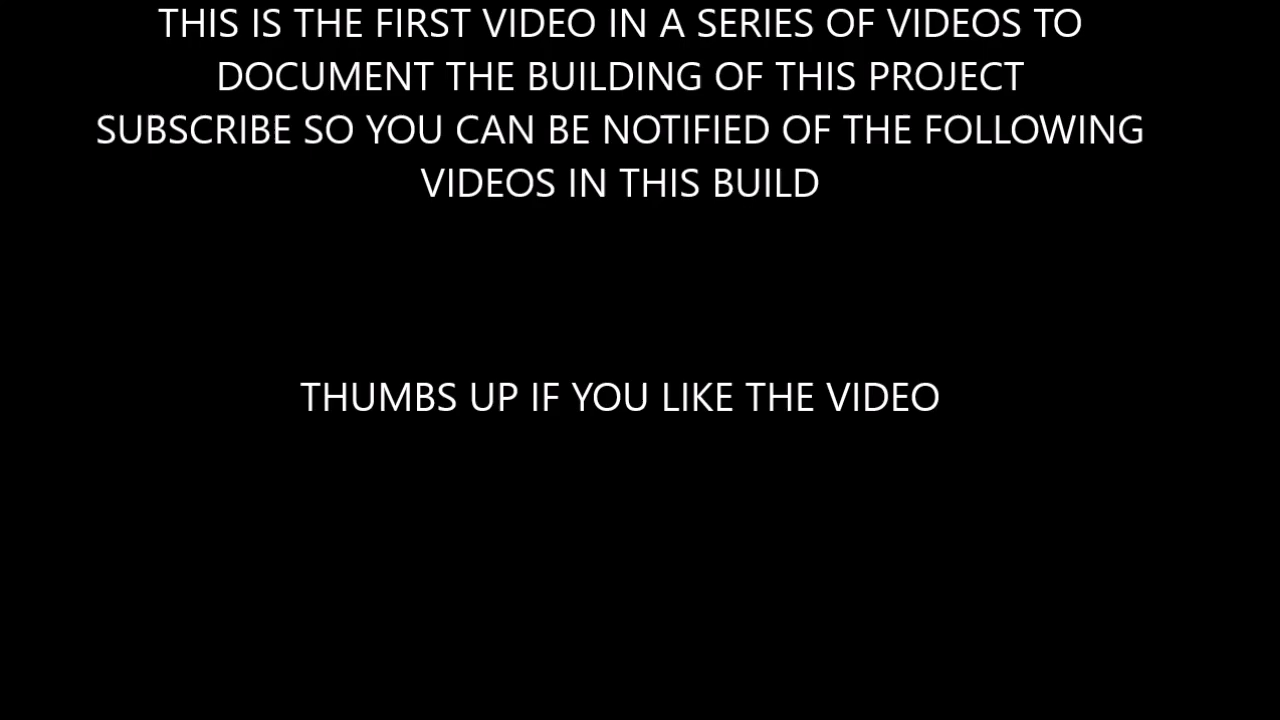 THIS IS THE FIRST VIDEO IN A SERIES OF VIDEOS TO
DOCUMENT THE BUILDING OF THIS PROJECT
SUBSCRIBE SO YOU CAN BE NOTIFIED OF THE FOLLOWING
VIDEOS IN THIS BUILD
THUMBS UP IF YOU LIKE THE VIDEO